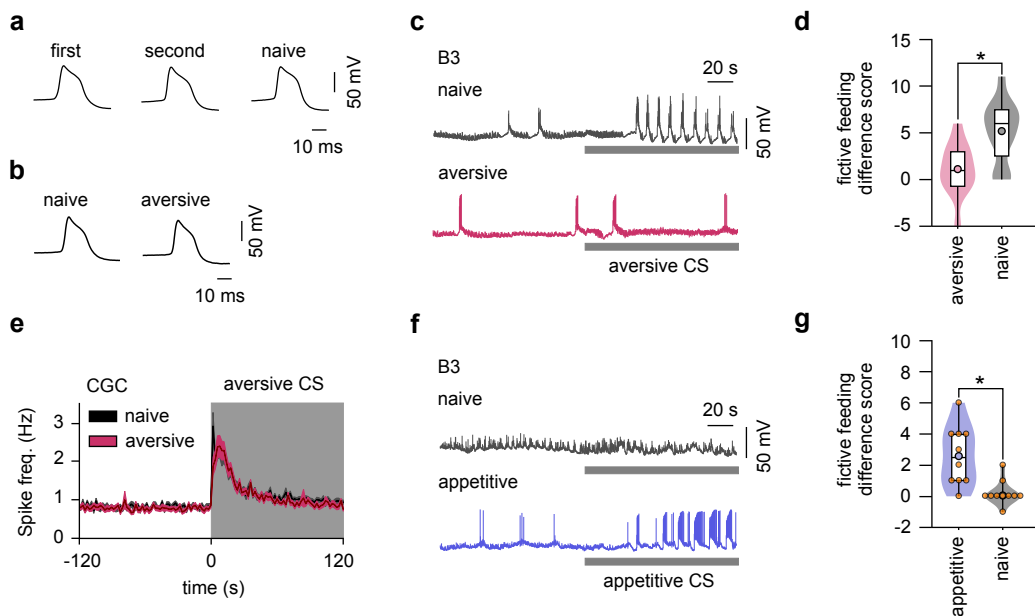 a
first second naive
50 mV
10 ms
b
naive aversive
50 mV
10 ms
c
B3
20 s
naive
50 mV
aversive
aversive CS
d
*
15
10
5
0
-5
fictive feeding
difference score
aversive
naive
e
CGC
aversive CS
naive
aversive
3
2
1
0
Spike freq. (Hz)
-120 0 120
time (s)
f
B3
naive
20 s
50 mV
appetitive
appetitive CS
g
*
10
8
6
4
2
0
-2
fictive feeding
difference score
appetitive
naive